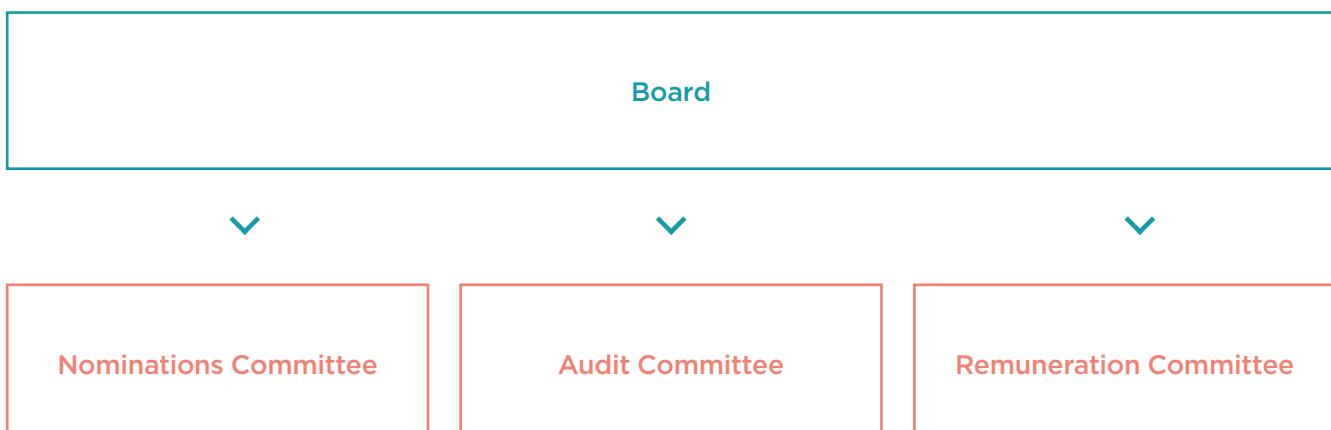 Board
Nominations Committee
Audit Committee
Remuneration Committee